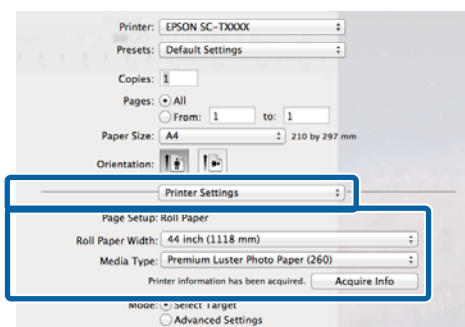 Printer: EPSON SC-TXXXX
Presets: Default Settings
Copies: 1
Pages: All
From: 1 to: 1
Paper Size: A4 210 by 297 mm
Orientation:
Printer Settings
Page Setup: Roll Paper
Roll Paper Width: 44 inch (1118 mm)
Media Type: Premium Luster Photo Paper (260)
Printer information has been acquired. Acquire Info
Mode: Select Target
Advanced Settings